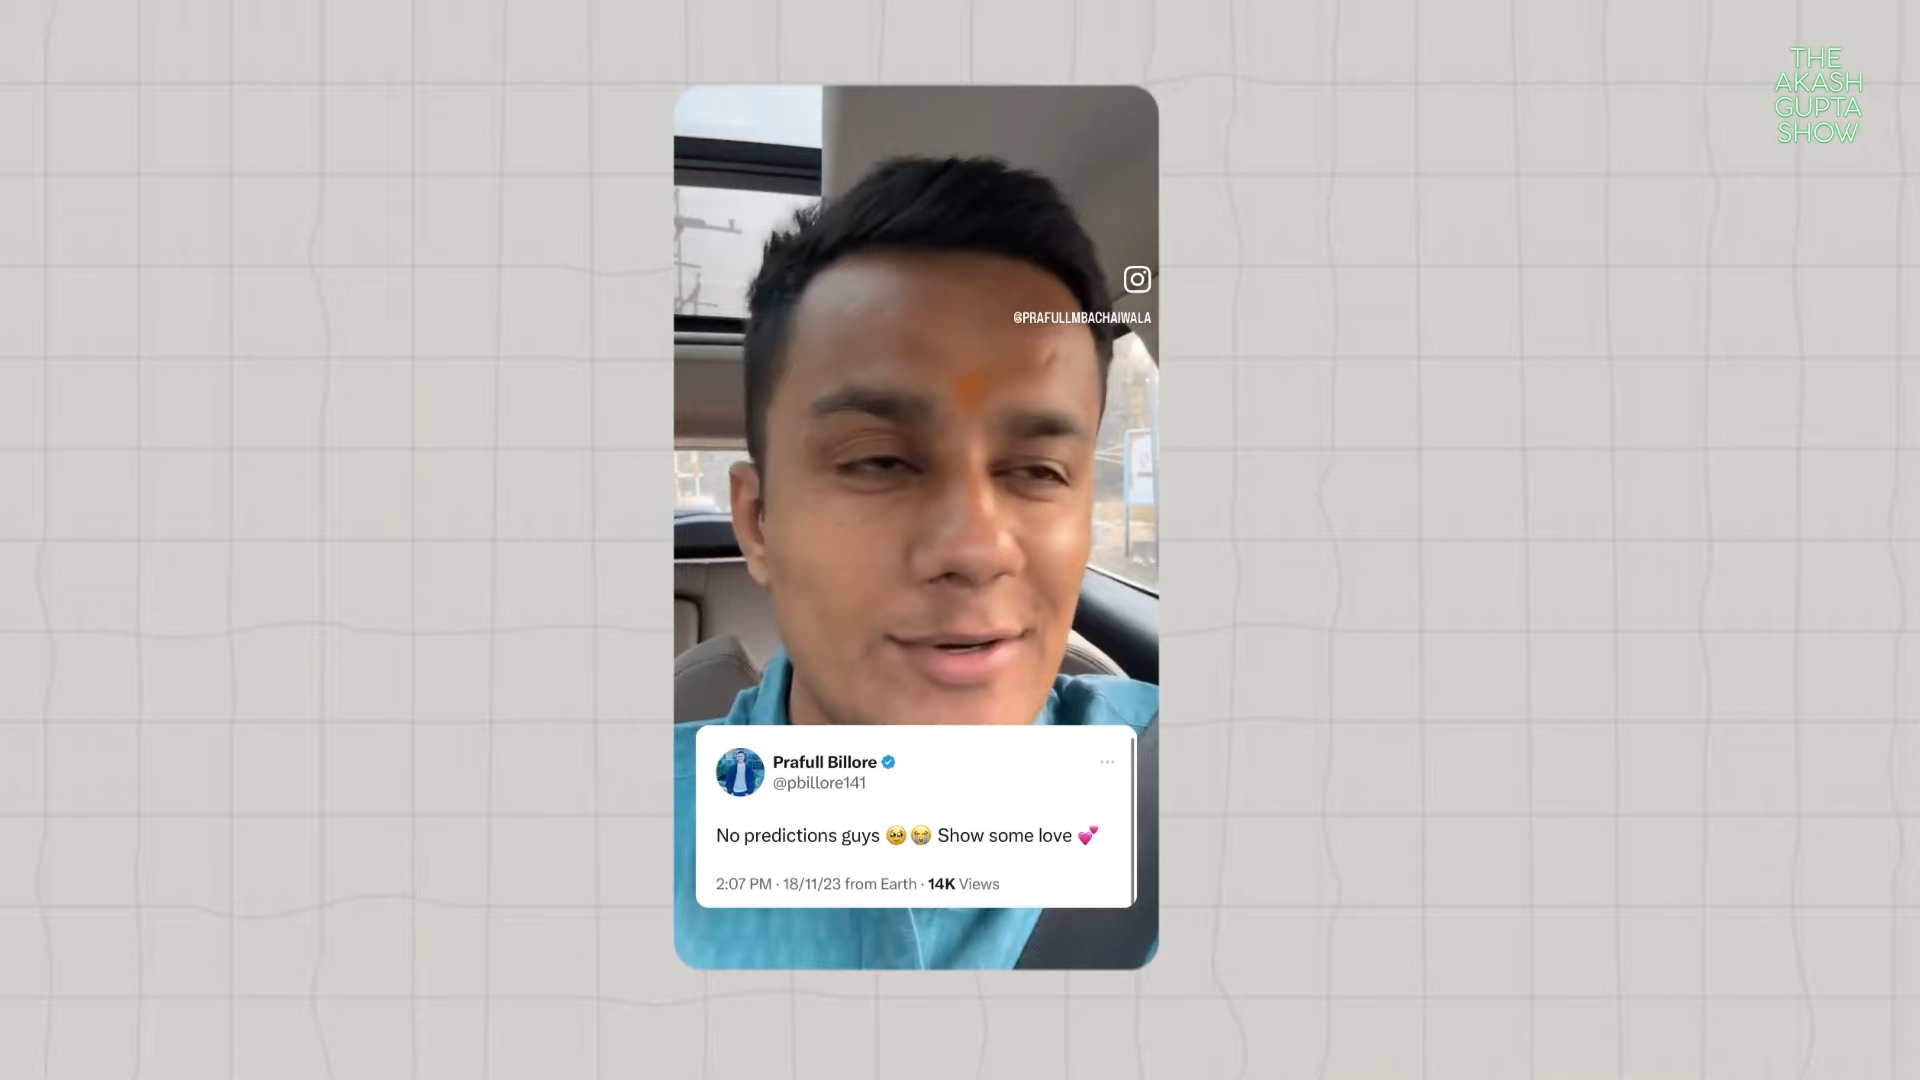 THE
AKASH
GUPTA
SHOW
@PRAFULLMBACHAIWALA
Prafull Billore
@pbillore141
No predictions guys 🥹😭 Show some love 💕
2:07 PM · 18/11/23 from Earth · 14K Views